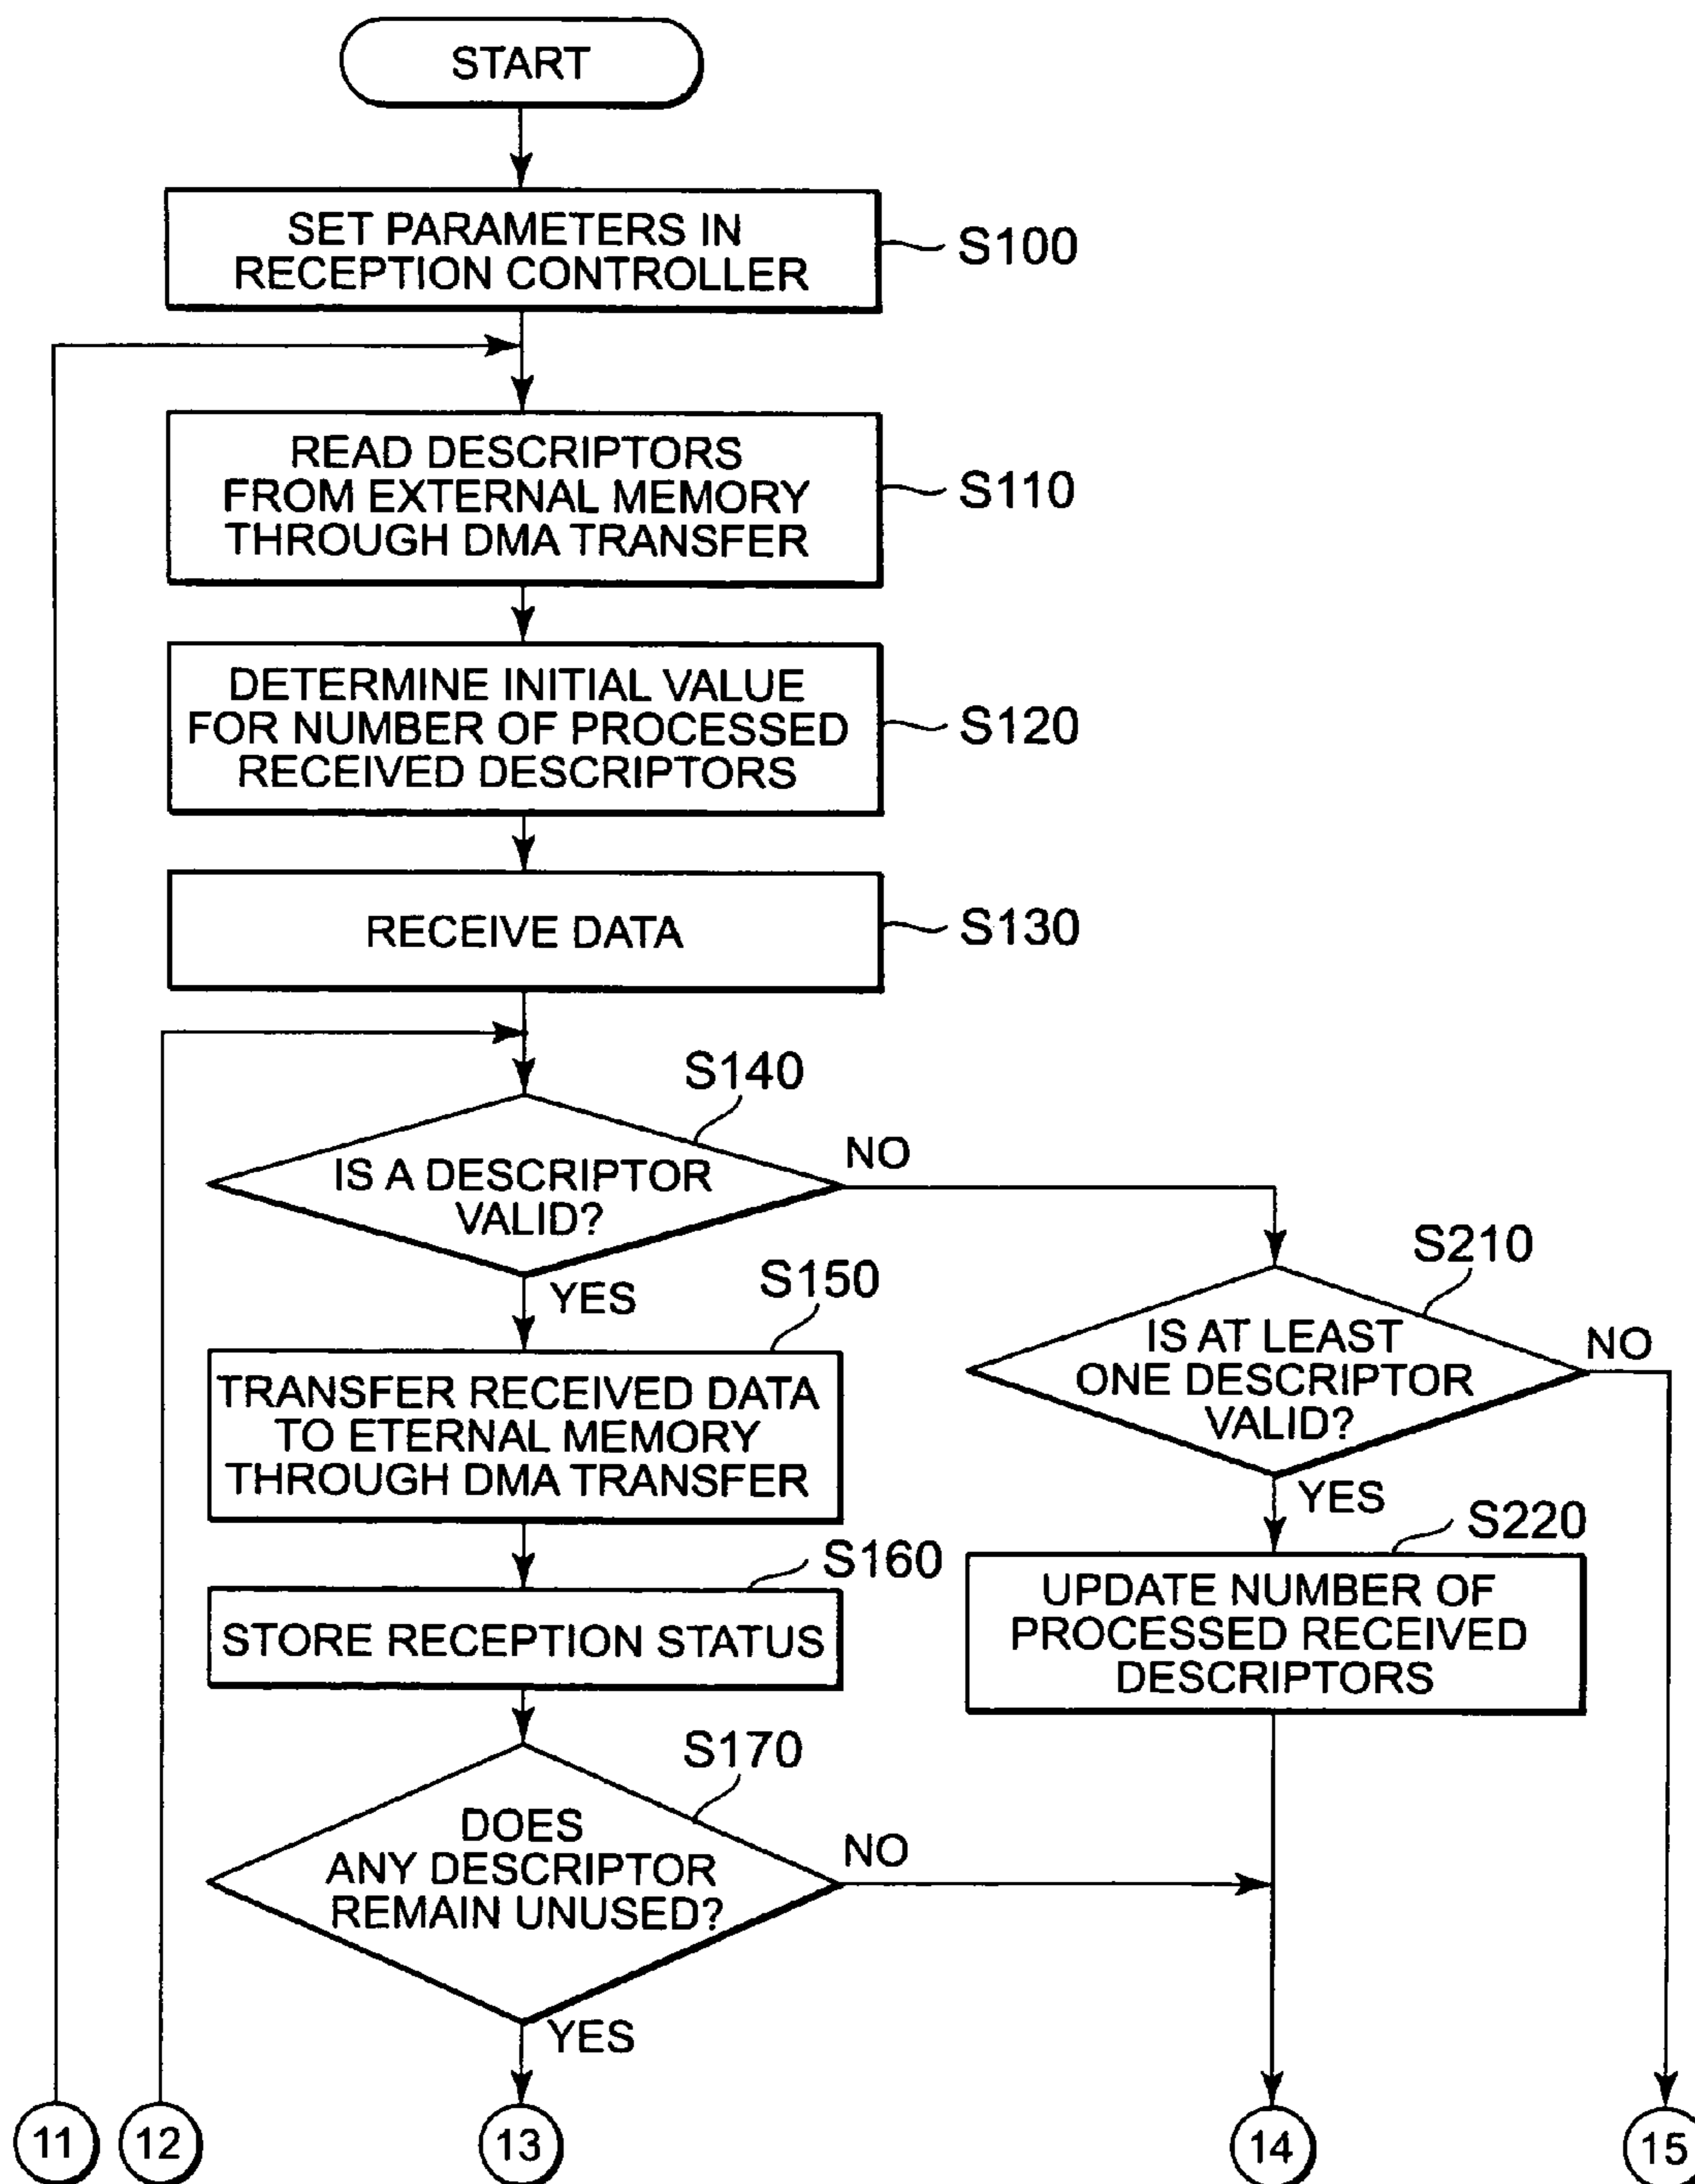 START
SET PARAMETERS IN
RECEPTION CONTROLLER
S100
READ DESCRIPTORS
FROM EXTERNAL MEMORY
THROUGH DMA TRANSFER
S110
DETERMINE INITIAL VALUE
FOR NUMBER OF PROCESSED
RECEIVED DESCRIPTORS
S120
RECEIVE DATA
S130
S140
IS A DESCRIPTOR
VALID?
NO
YES
S150
TRANSFER RECEIVED DATA
TO ETERNAL MEMORY
THROUGH DMA TRANSFER
S160
STORE RECEPTION STATUS
S170
DOES
ANY DESCRIPTOR
REMAIN UNUSED?
NO
YES
S210
IS AT LEAST
ONE DESCRIPTOR
VALID?
NO
YES
S220
UPDATE NUMBER OF
PROCESSED RECEIVED
DESCRIPTORS
11
12
13
14
15